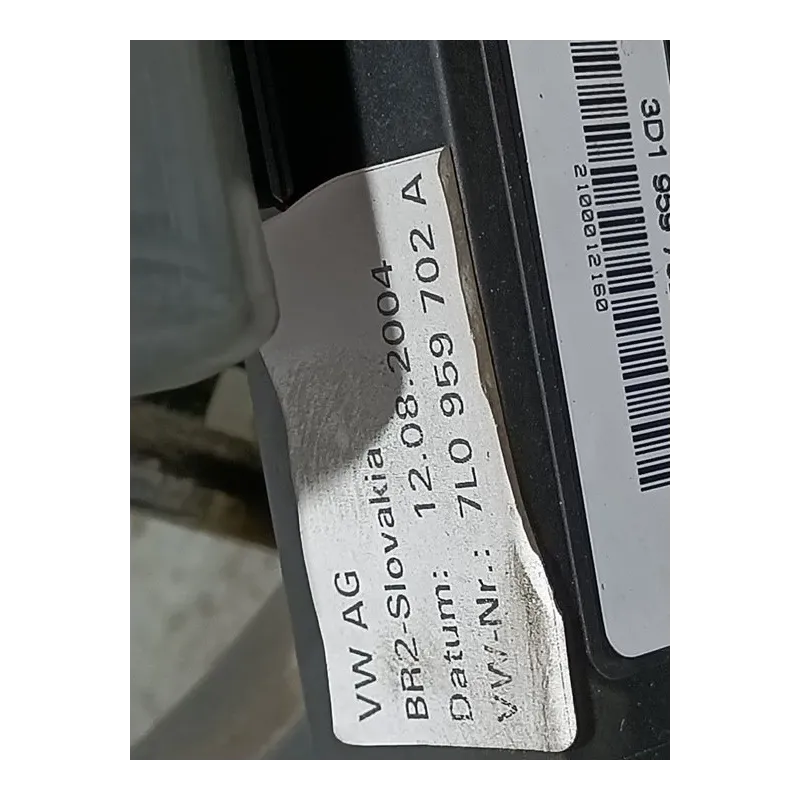 VW AG
BR2-Slovakia
Datum: 12.08.2004
VW-Nr.: 7L0 959 702 A
3D1 959
2100012160